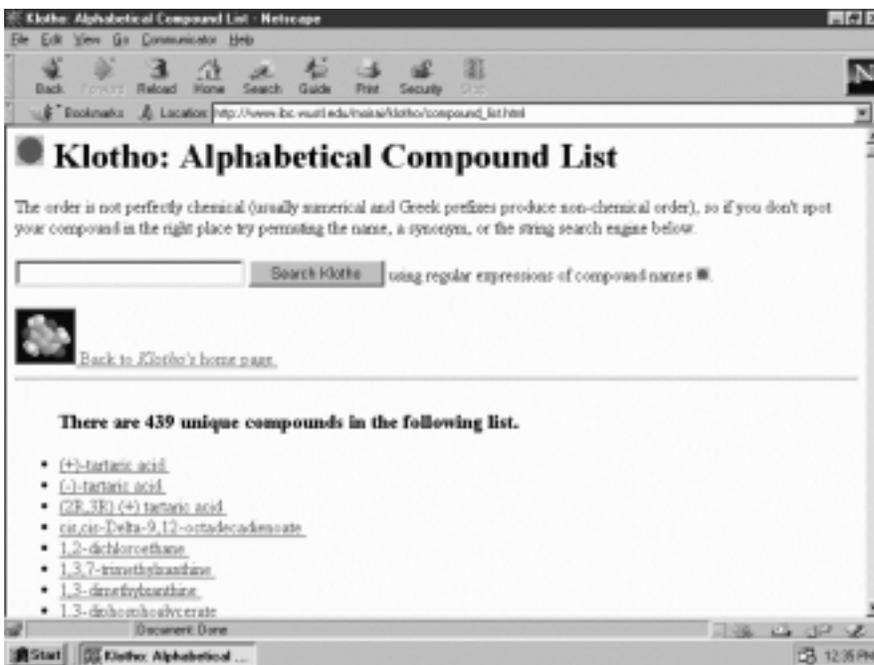 Klotho: Alphabetical Compound List - Netscape
File Edit View Go Communicator Help
Back Forward Reload Home Search Guide Print Security Stop
Bookmarks Location: http://www.ibc.wustl.edu/moirai/klotho/compound_list.html
Klotho: Alphabetical Compound List
The order is not perfectly chemical (usually numerical and Greek prefixes produce non-chemical order), so if you don't spot
your compound in the right place try permuting the name, a synonym, or the string search engine below.
Search Klotho using regular expressions of compound names
Back to Klotho's home page.
There are 439 unique compounds in the following list.
• (+)-tartaric acid
• (-)-tartaric acid
• (2R,3R) (+) tartaric acid
• cis,cis-Delta-9,12-octadecadienoate
• 1,2-dichloroethane
• 1,3,7-trimethylxanthine
• 1,3-dimethylxanthine
• 1,3-diphosphoglycerate
Document: Done
Start Klotho: Alphabetical ... 12:35 PM